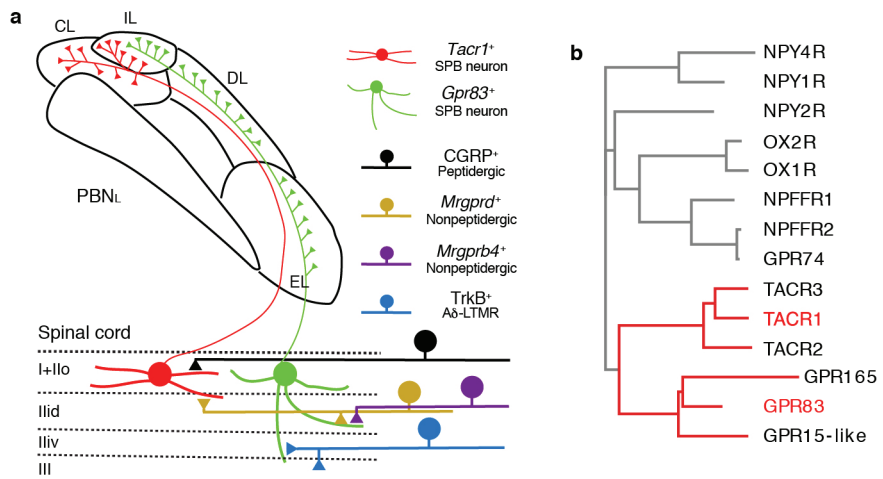 a
IL
CL
DL
PBNL
EL
Tacr1+
SPB neuron
Gpr83+
SPB neuron
CGRP+
Peptidergic
Mrgprd+
Nonpeptidergic
Mrgprb4+
Nonpeptidergic
TrkB+
Aδ-LTMR
Spinal cord
I+IIo
IIid
IIiv
III
b
NPY4R
NPY1R
NPY2R
OX2R
OX1R
NPFFR1
NPFFR2
GPR74
TACR3
TACR1
TACR2
GPR165
GPR83
GPR15-like